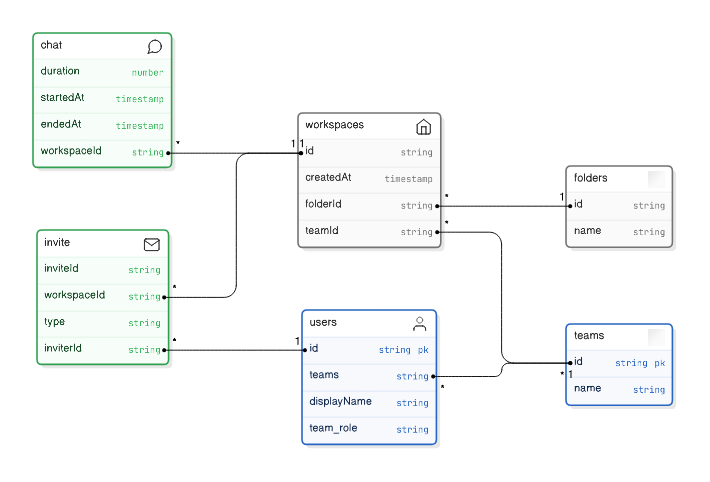 chat
duration number
startedAt timestamp
endedAt timestamp
workspaceId string
*
1
1
workspaces
id string
createdAt timestamp
folderId string
teamId string
*
*
1
folders
id string
name string
invite
inviteId string
workspaceId string
type string
inviterId string
*
*
1
users
id string pk
teams string
displayName string
team_role string
*
teams
id string pk
name string
* 1